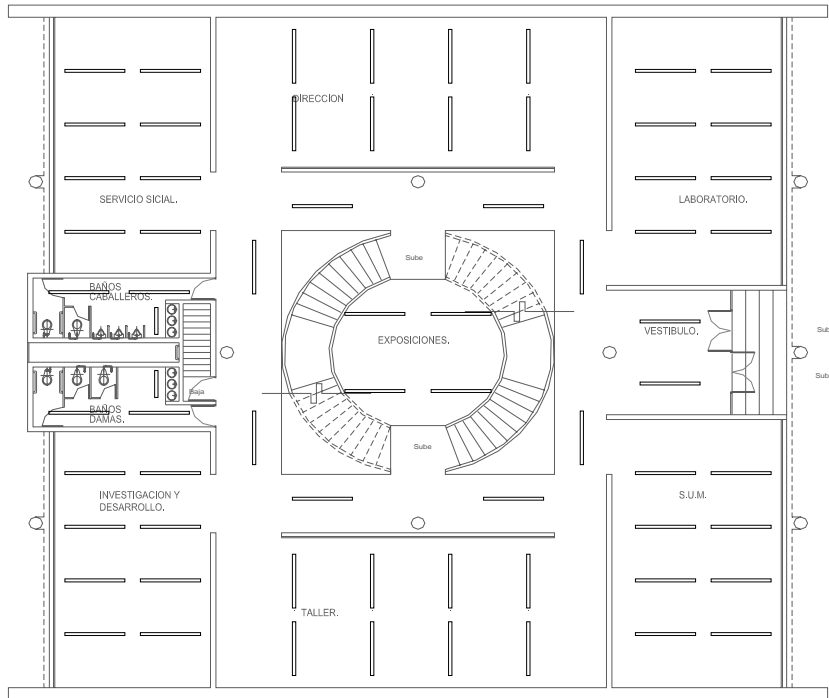 DIRECCION
SERVICIO SICIAL.
LABORATORIO.
Sube
BAÑOS
CABALLEROS.
EXPOSICIONES.
VESTIBULO.
Sub
Sub
Baja
BAÑOS
DAMAS.
Sube
INVESTIGACION Y
DESARROLLO.
S.U.M.
TALLER.